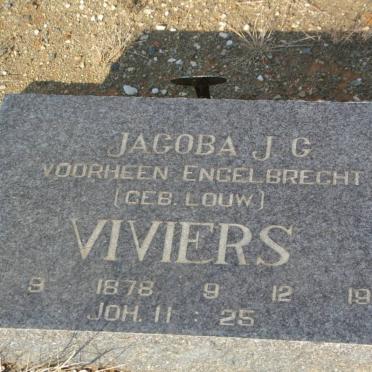 JACOBA J G
VOORHEEN ENGELBRECHT
(GEB. LOUW)
VIVIERS
9 1878 9 12 19
JOH. 11 : 25